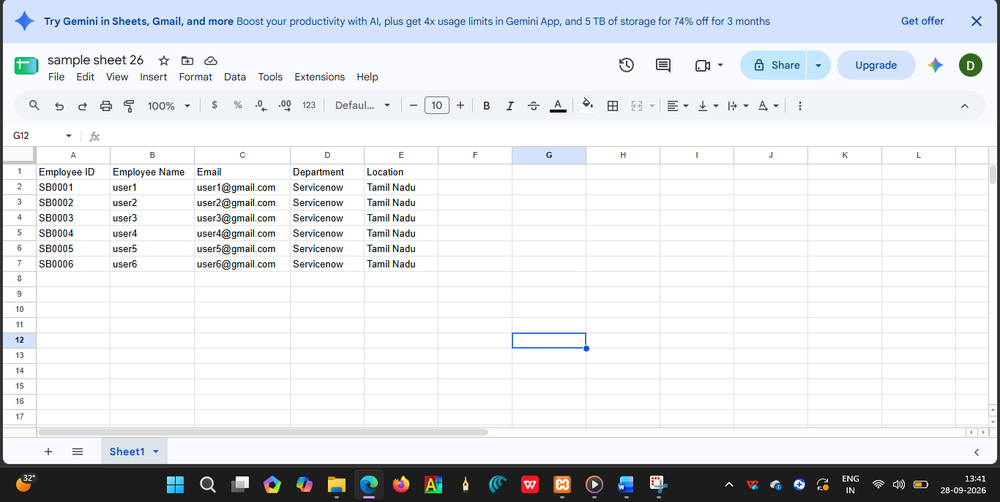 Try Gemini in Sheets, Gmail, and more Boost your productivity with AI, plus get 4x usage limits in Gemini App, and 5 TB of storage for 74% off for 3 months Get offer
sample sheet 26
File Edit View Insert Format Data Tools Extensions Help
Share Upgrade D
100% $ % .0 .00 123 Defaul... 10 B I S A
G12 fx
A B C D E F G H I J K L
1 Employee ID Employee Name Email Department Location
2 SB0001 user1 user1@gmail.com Servicenow Tamil Nadu
3 SB0002 user2 user2@gmail.com Servicenow Tamil Nadu
4 SB0003 user3 user3@gmail.com Servicenow Tamil Nadu
5 SB0004 user4 user4@gmail.com Servicenow Tamil Nadu
6 SB0005 user5 user5@gmail.com Servicenow Tamil Nadu
7 SB0006 user6 user6@gmail.com Servicenow Tamil Nadu
8
9
10
11
12
13
14
15
16
17
Sheet1
32° ENG 13:41
IN 28-09-2026